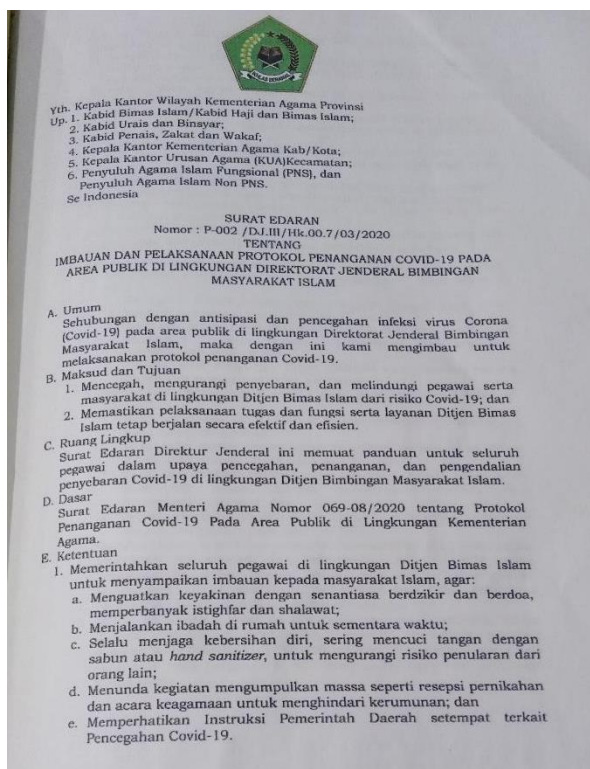 IKHLAS BERAMAL
Yth. Kepala Kantor Wilayah Kementerian Agama Provinsi
Up. 1. Kabid Bimas Islam/Kabid Haji dan Bimas Islam;
2. Kabid Urais dan Binsyar;
3. Kabid Penais, Zakat dan Wakaf;
4. Kepala Kantor Kementerian Agama Kab/Kota;
5. Kepala Kantor Urusan Agama (KUA)Kecamatan;
6. Penyuluh Agama Islam Fungsional (PNS), dan
Penyuluh Agama Islam Non PNS.
Se Indonesia
SURAT EDARAN
Nomor : P-002 /DJ.III/Hk.00.7/03/2020
TENTANG
IMBAUAN DAN PELAKSANAAN PROTOKOL PENANGANAN COVID-19 PADA
AREA PUBLIK DI LINGKUNGAN DIREKTORAT JENDERAL BIMBINGAN
MASYARAKAT ISLAM
A. Umum
Sehubungan dengan antisipasi dan pencegahan infeksi virus Corona
(Covid-19) pada area publik di lingkungan Direktorat Jenderal Bimbingan
Masyarakat Islam, maka dengan ini kami mengimbau untuk
melaksanakan protokol penanganan Covid-19.
B. Maksud dan Tujuan
1. Mencegah, mengurangi penyebaran, dan melindungi pegawai serta
masyarakat di lingkungan Ditjen Bimas Islam dari risiko Covid-19; dan
2. Memastikan pelaksanaan tugas dan fungsi serta layanan Ditjen Bimas
Islam tetap berjalan secara efektif dan efisien.
C. Ruang Lingkup
Surat Edaran Direktur Jenderal ini memuat panduan untuk seluruh
pegawai dalam upaya pencegahan, penanganan, dan pengendalian
penyebaran Covid-19 di lingkungan Ditjen Bimbingan Masyarakat Islam.
D. Dasar
Surat Edaran Menteri Agama Nomor 069-08/2020 tentang Protokol
Penanganan Covid-19 Pada Area Publik di Lingkungan Kementerian
Agama.
E. Ketentuan
1. Memerintahkan seluruh pegawai di lingkungan Ditjen Bimas Islam
untuk menyampaikan imbauan kepada masyarakat Islam, agar:
a. Menguatkan keyakinan dengan senantiasa berdzikir dan berdoa,
memperbanyak istighfar dan shalawat;
b. Menjalankan ibadah di rumah untuk sementara waktu;
c. Selalu menjaga kebersihan diri, sering mencuci tangan dengan
sabun atau hand sanitizer, untuk mengurangi risiko penularan dari
orang lain;
d. Menunda kegiatan mengumpulkan massa seperti resepsi pernikahan
dan acara keagamaan untuk menghindari kerumunan; dan
e. Memperhatikan Instruksi Pemerintah Daerah setempat terkait
Pencegahan Covid-19.